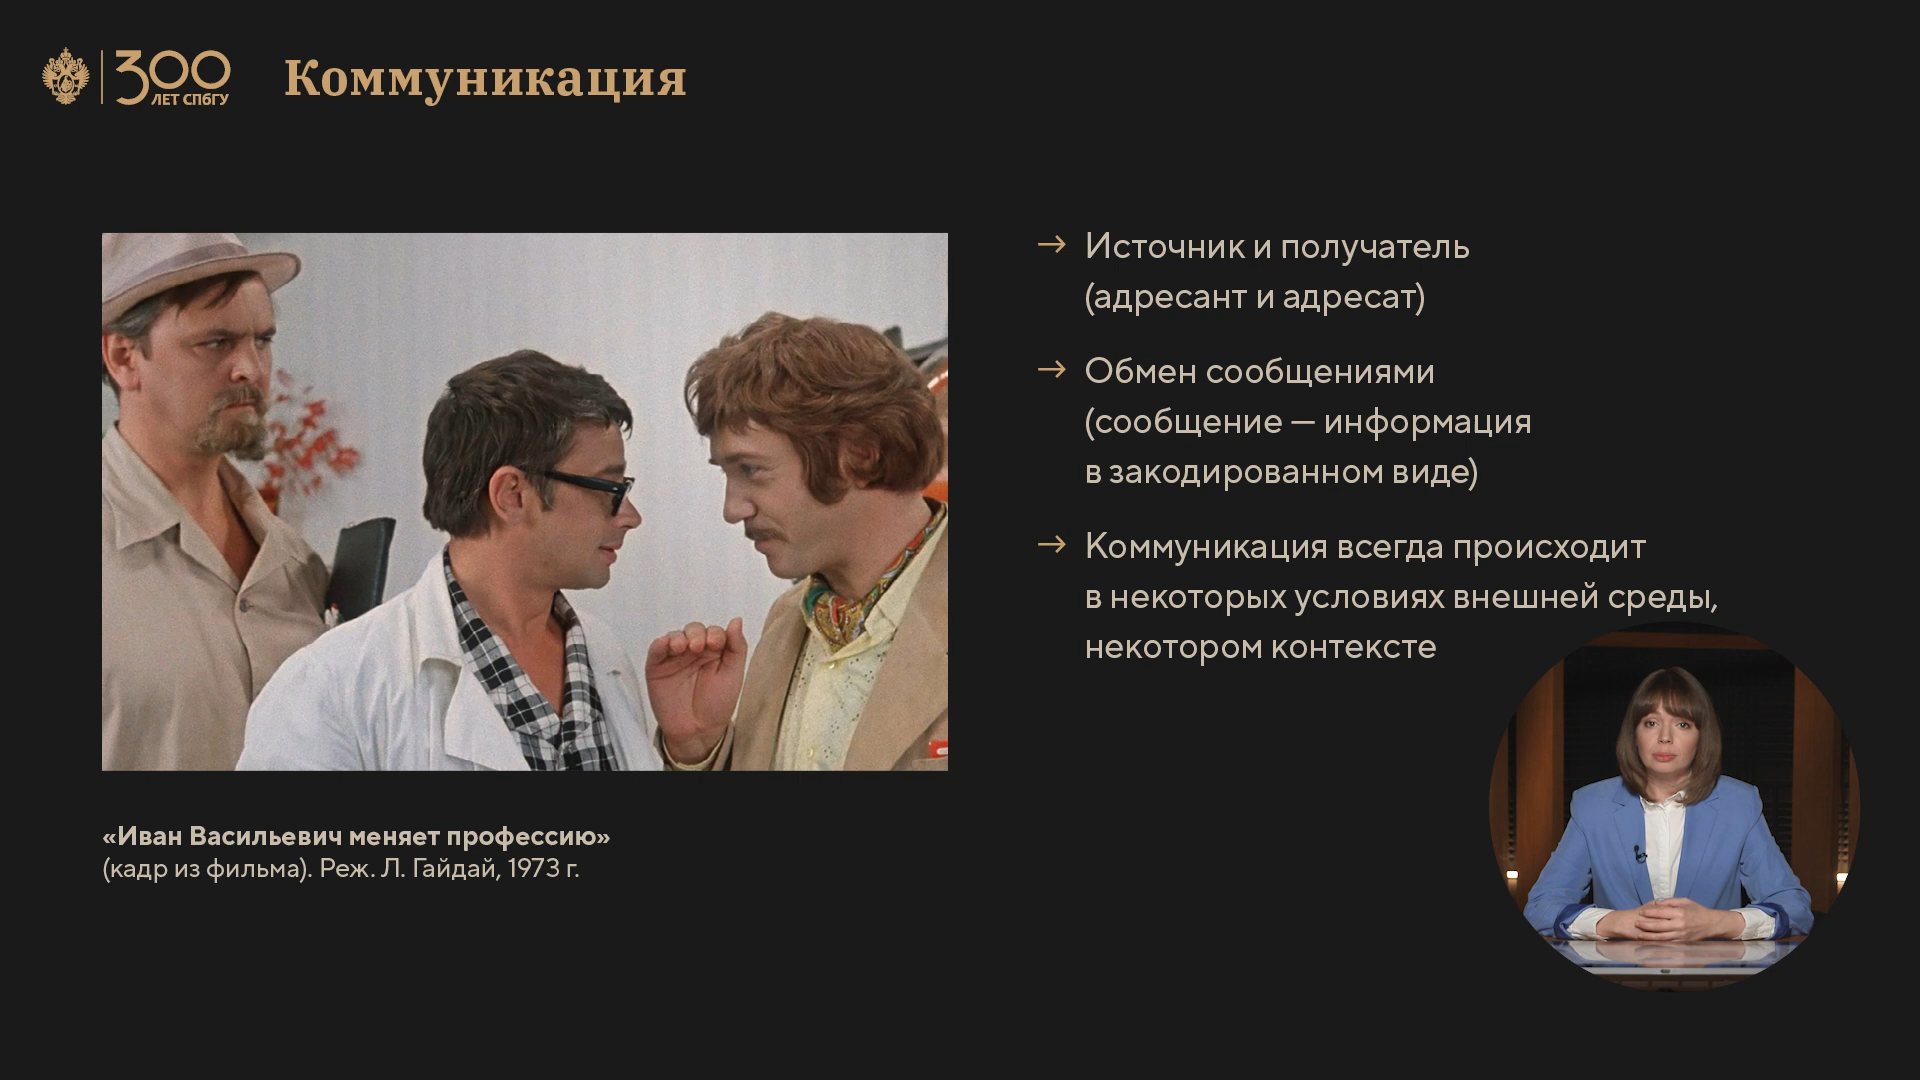 300
ЛЕТ СПбГУ
Коммуникация
→ Источник и получатель
(адресант и адресат)
→ Обмен сообщениями
(сообщение — информация
в закодированном виде)
→ Коммуникация всегда происходит
в некоторых условиях внешней среды,
некотором контексте
«Иван Васильевич меняет профессию»
(кадр из фильма). Реж. Л. Гайдай, 1973 г.